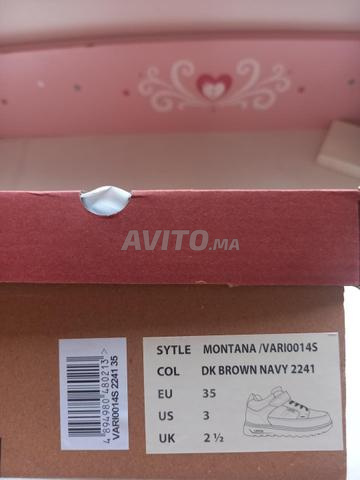 AVITO.MA
SYTLE MONTANA /VARI0014S
COL DK BROWN NAVY 2241
EU 35
US 3
UK 2 ½
4 894980 480213 >
VARI0014S 2241 35